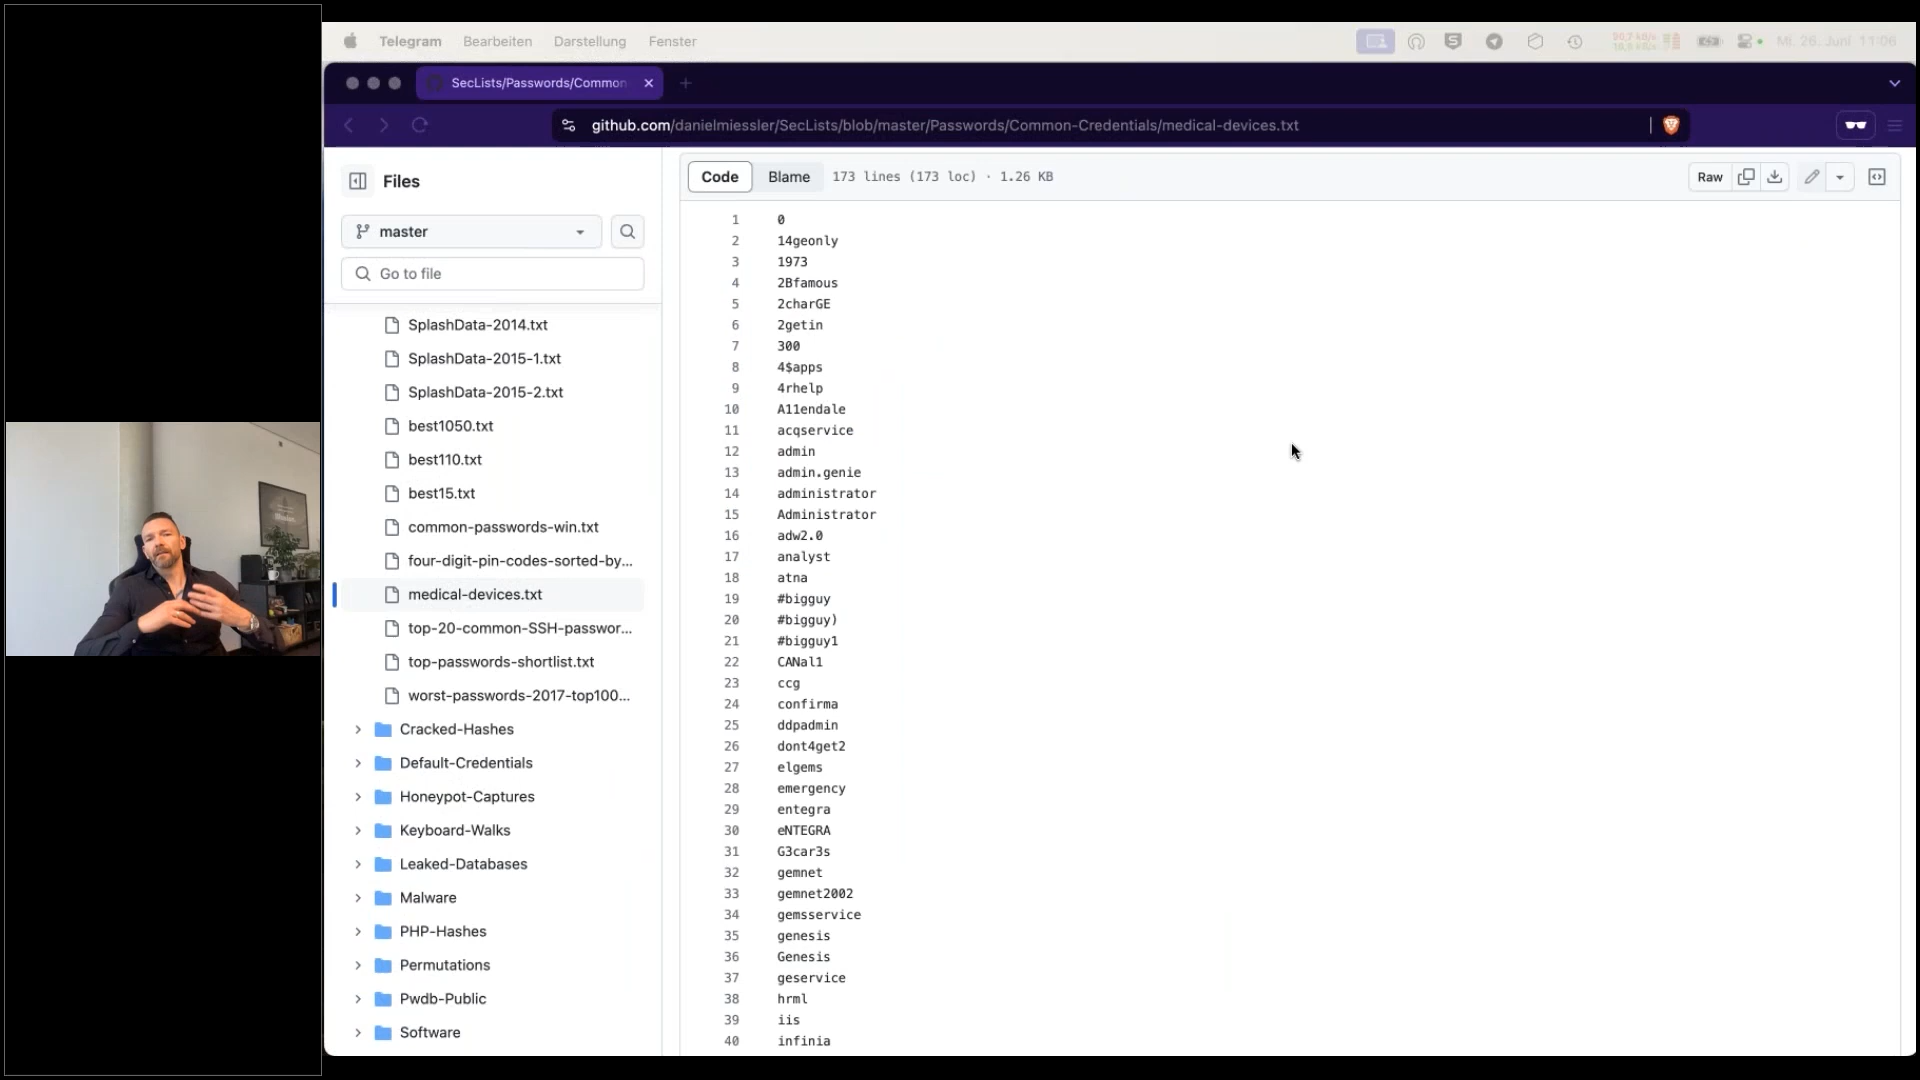 Telegram Bearbeiten Darstellung Fenster
Mi. 26. Juni 11:06
SecLists/Passwords/Common
github.com/danielmiessler/SecLists/blob/master/Passwords/Common-Credentials/medical-devices.txt
Files
master
Go to file
SplashData-2014.txt
SplashData-2015-1.txt
SplashData-2015-2.txt
best1050.txt
best110.txt
best15.txt
common-passwords-win.txt
four-digit-pin-codes-sorted-by...
medical-devices.txt
top-20-common-SSH-passwor...
top-passwords-shortlist.txt
worst-passwords-2017-top100...
Cracked-Hashes
Default-Credentials
Honeypot-Captures
Keyboard-Walks
Leaked-Databases
Malware
PHP-Hashes
Permutations
Pwdb-Public
Software
Code Blame 173 lines (173 loc) · 1.26 KB Raw
1 0
2 14geonly
3 1973
4 2Bfamous
5 2charGE
6 2getin
7 300
8 4$apps
9 4rhelp
10 A11endale
11 acqservice
12 admin
13 admin.genie
14 administrator
15 Administrator
16 adw2.0
17 analyst
18 atna
19 #bigguy
20 #bigguy)
21 #bigguy1
22 CANal1
23 ccg
24 confirma
25 ddpadmin
26 dont4get2
27 elgems
28 emergency
29 entegra
30 eNTEGRA
31 G3car3s
32 gemnet
33 gemnet2002
34 gemsservice
35 genesis
36 Genesis
37 geservice
38 hrml
39 iis
40 infinia